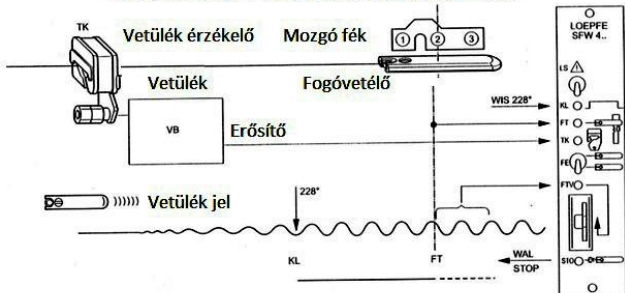 TK
Vetülék érzékelő
Mozgó fék
1 2 3
LOEPFE
SFW 4..
LS
Vetülék
Fogóvetélő
WIS 228°
KL
FT
VB
Erősítő
TK
FE
228°
FTV
Vetülék jel
KL
FT
WAL
STOP
STO